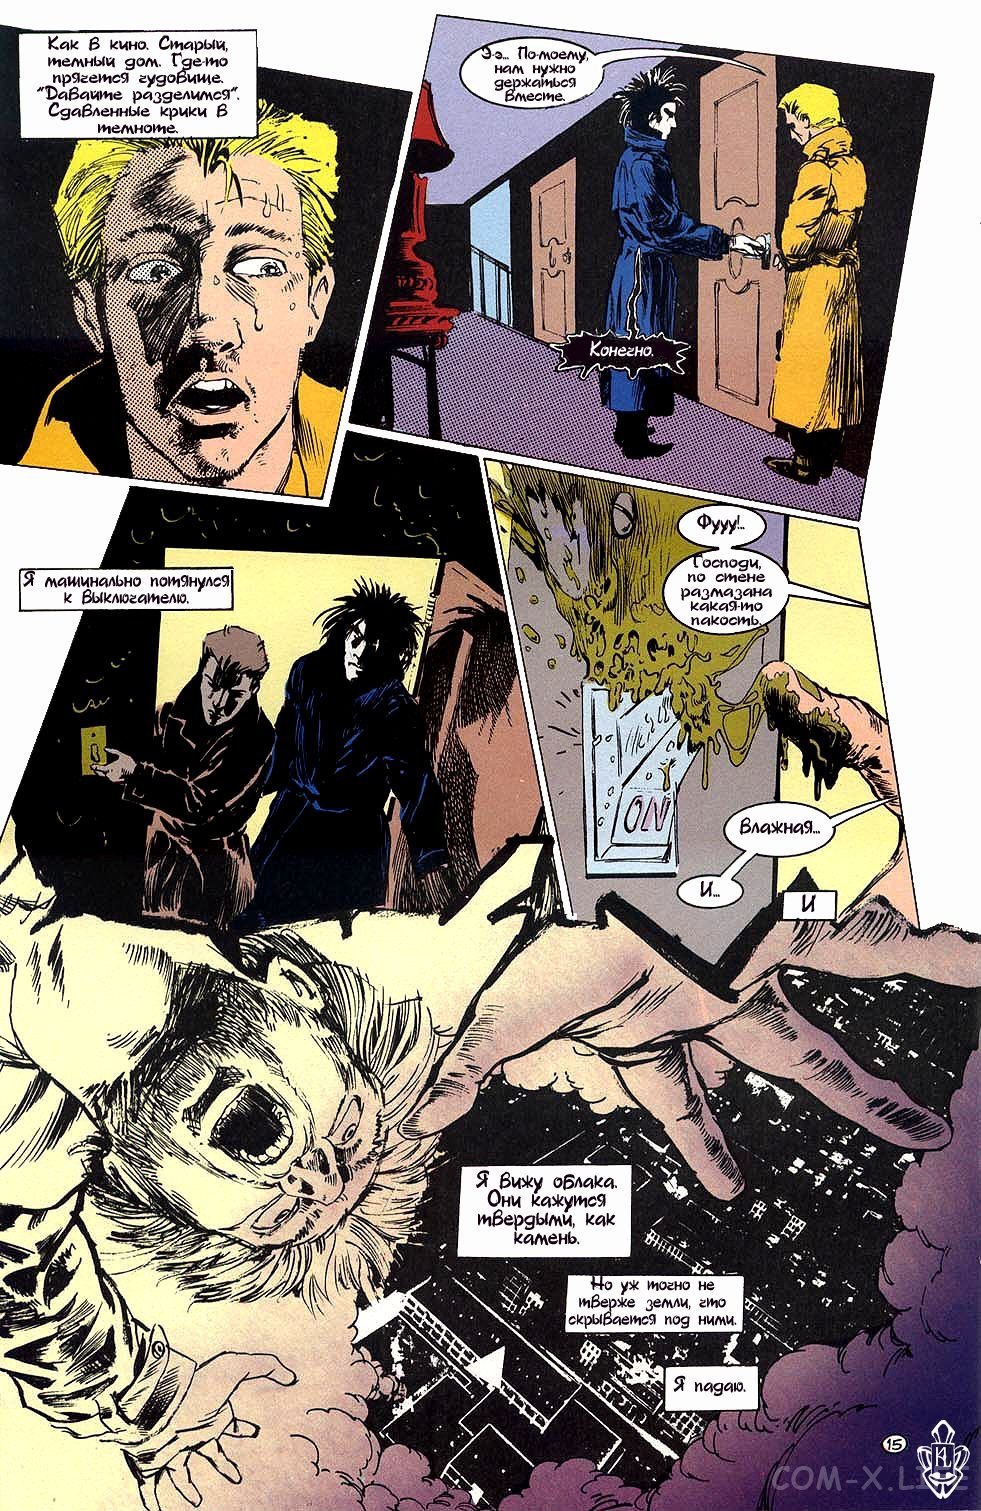 Как в кино. Старый,
темный дом. Где-то
прячется чудовище.
"Давайте разделимся".
Сдавленные крики в
темноте.
Э-э... По-моему,
нам нужно
держаться
вместе.
Конечно.
Я машинально потянулся
к выключателю.
Фууу!..
Господи,
по стене
размазана
какая-то
пакость.
ON
Влажная...
И...
И
Я вижу облака.
Они кажутся
твердыми, как
камень.
Но уж точно не
тверже земли, что
скрывается под ними.
Я падаю.
15
COM-X.LIFE